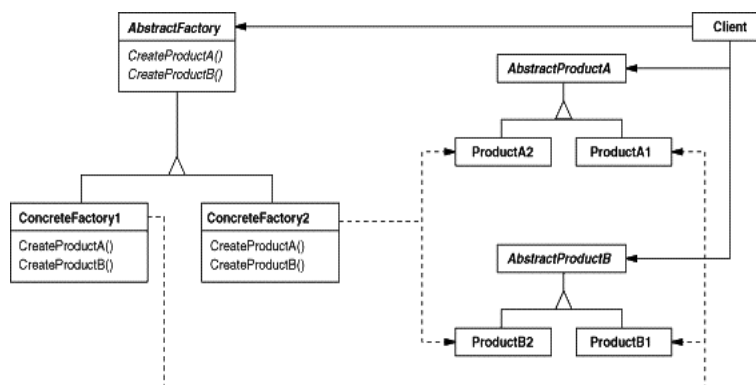 AbstractFactory
CreateProductA()
CreateProductB()
Client
AbstractProductA
ProductA2
ProductA1
ConcreteFactory1
CreateProductA()
CreateProductB()
ConcreteFactory2
CreateProductA()
CreateProductB()
AbstractProductB
ProductB2
ProductB1